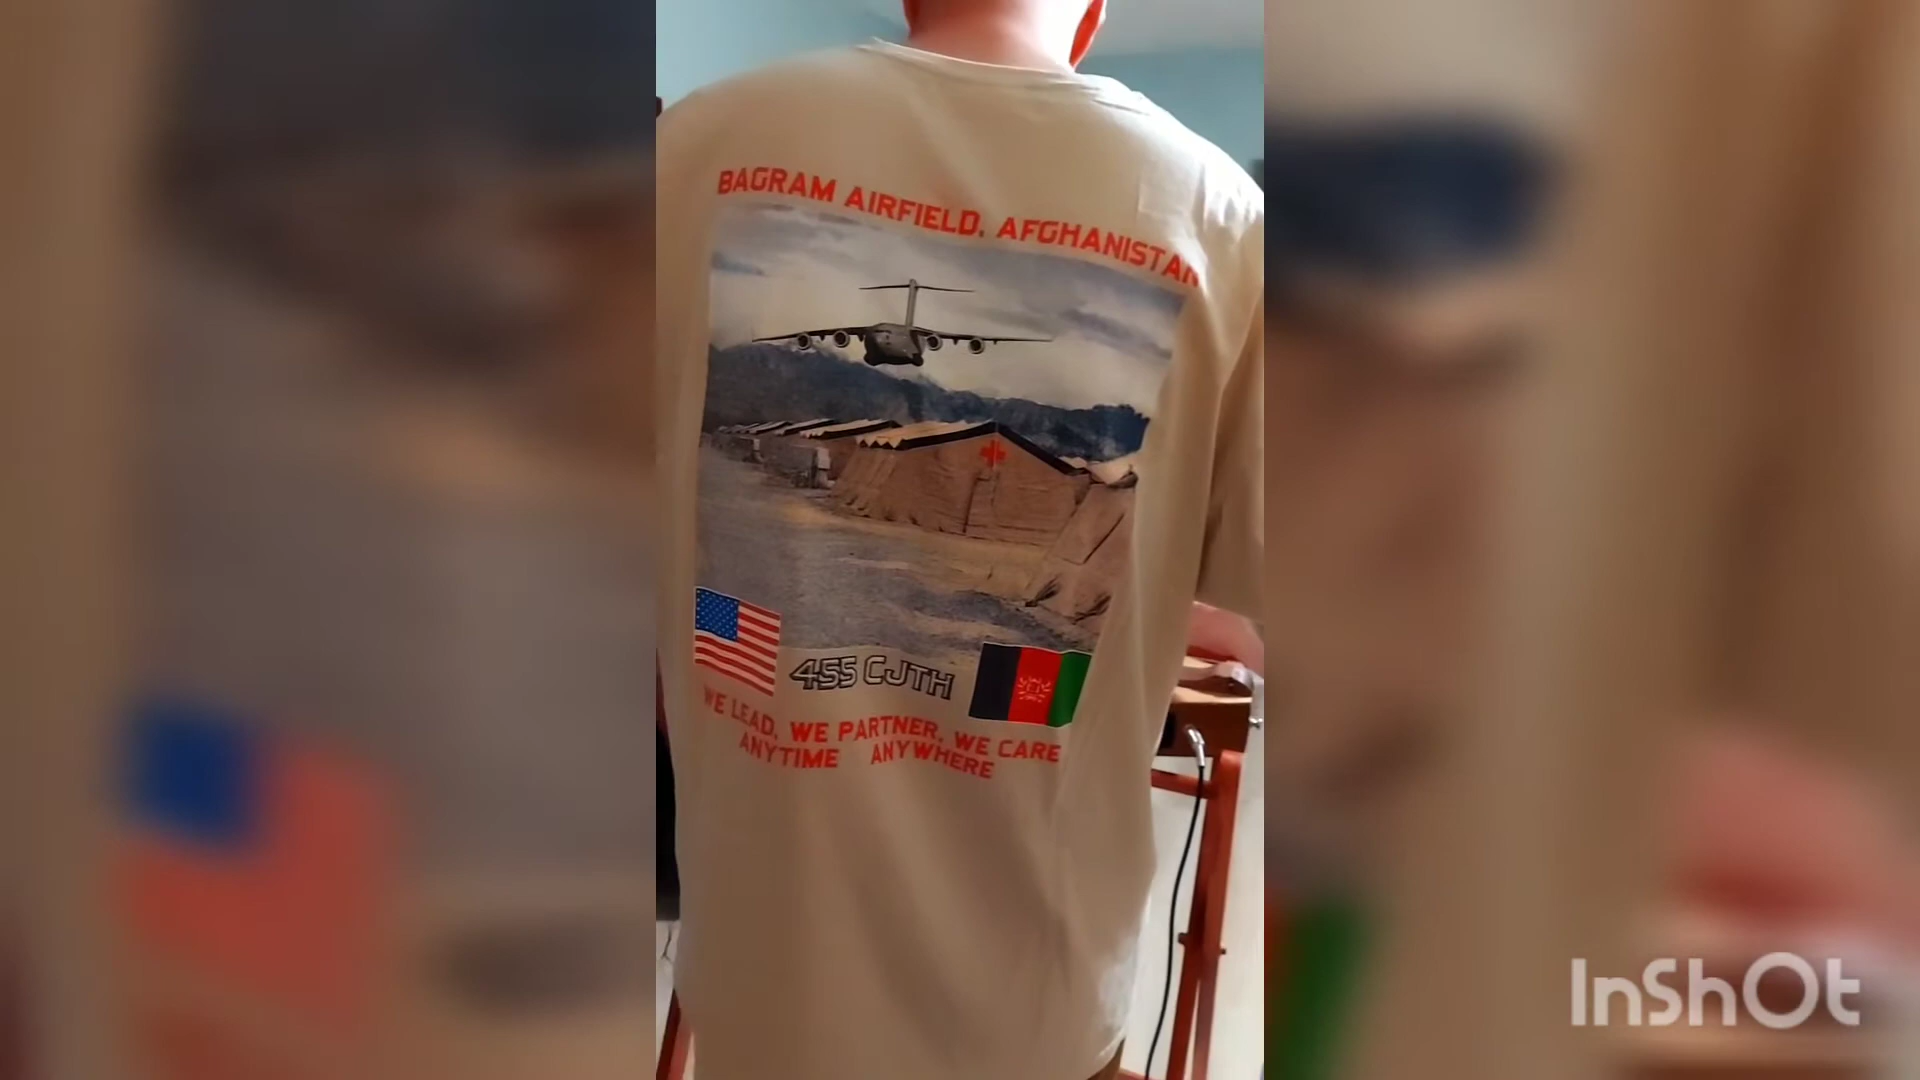 BAGRAM AIRFIELD, AFGHANISTAN
455 CJTH
WE LEAD, WE PARTNER, WE CARE
ANYTIME ANYWHERE
InShOt